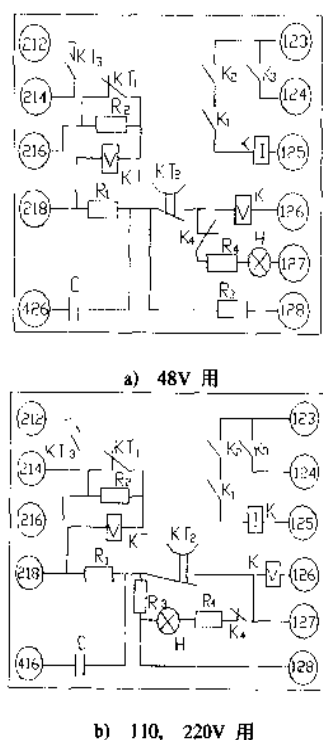 212 KT3 KT1 123
214 K2 K3 124
R2
216 K1
V KT K I 125
KT2
218 R1 V K 126
K4 R4 H 127
426 C R3 128
a) 48V 用
212 KT3 KT1 123
214 K2 K3 124
R2
216 K1
V KT I K 125
KT2
218 R1 K V 126
R3 R4 K4 127
H
416 C 128
b) 110, 220V 用